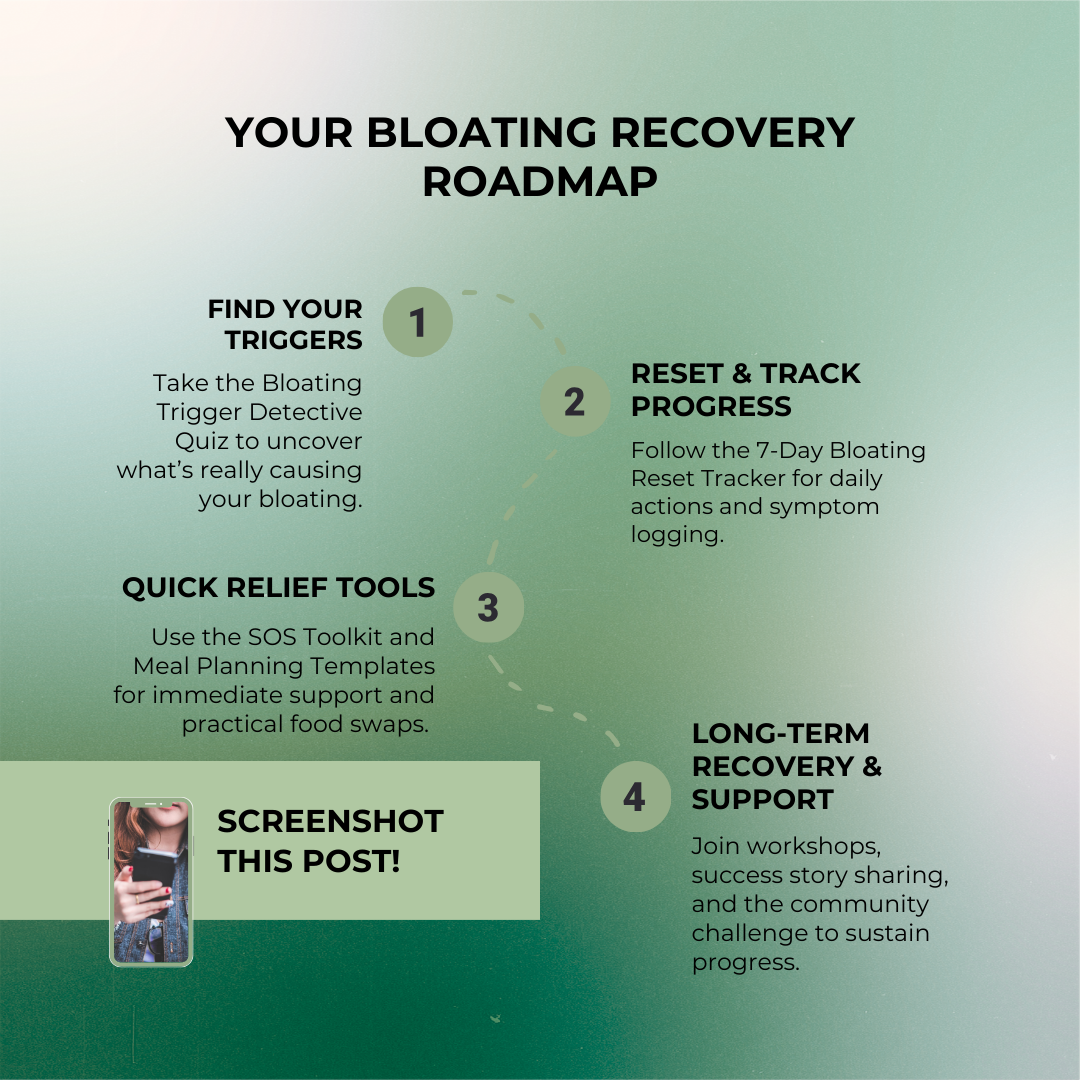 YOUR BLOATING RECOVERY
ROADMAP
FIND YOUR
TRIGGERS
1
Take the Bloating
Trigger Detective
Quiz to uncover
what's really causing
your bloating.
2
RESET & TRACK
PROGRESS
Follow the 7-Day Bloating
Reset Tracker for daily
actions and symptom
logging.
QUICK RELIEF TOOLS
3
Use the SOS Toolkit and
Meal Planning Templates
for immediate support and
practical food swaps.
4
LONG-TERM
RECOVERY &
SUPPORT
Join workshops,
success story sharing,
and the community
challenge to sustain
progress.
SCREENSHOT
THIS POST!